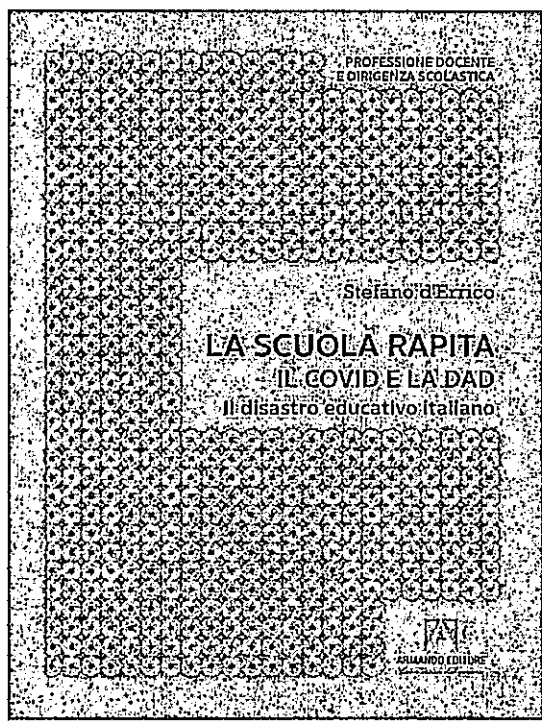 PROFESSIONE DOCENTE
E DIRIGENZA SCOLASTICA
Stefano d'Errico
LA SCUOLA RAPITA
IL COVID E LA DAD
Il disastro educativo italiano
ARMANDO EDITORE